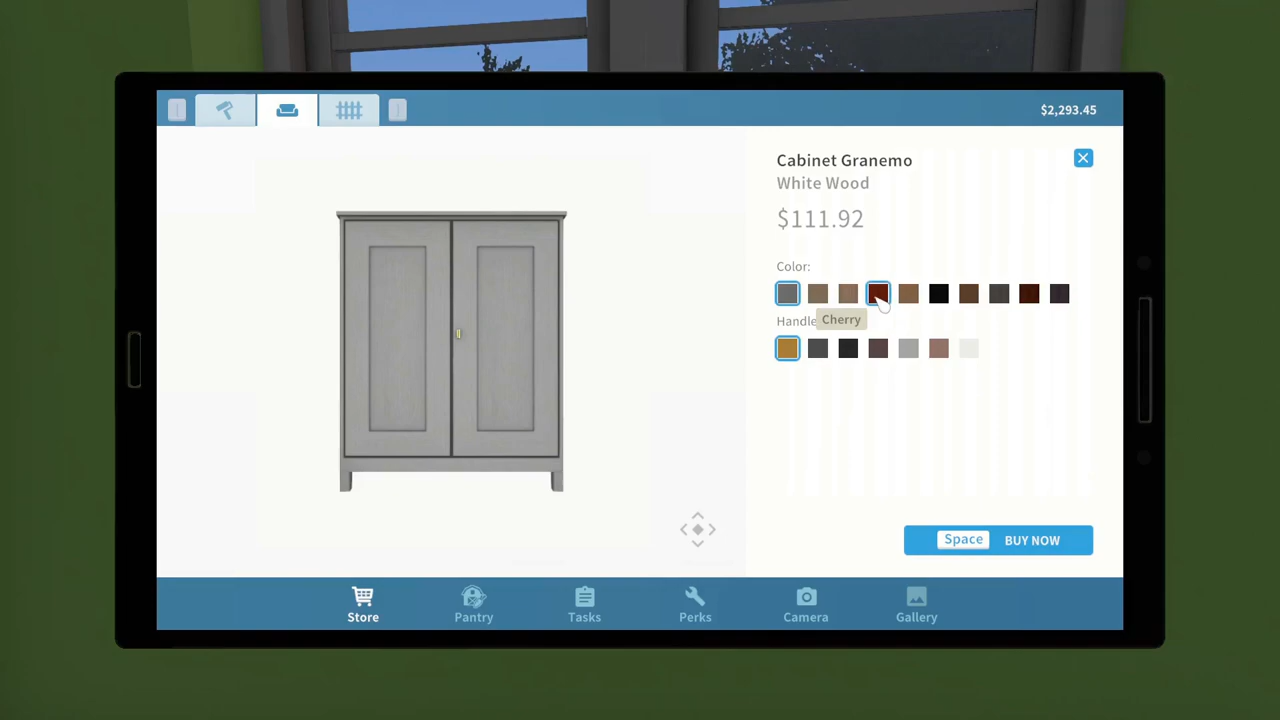 $2,293.45
Cabinet Granemo
White Wood
$111.92
Color:
Cherry
Handle
Space BUY NOW
Store Pantry Tasks Perks Camera Gallery